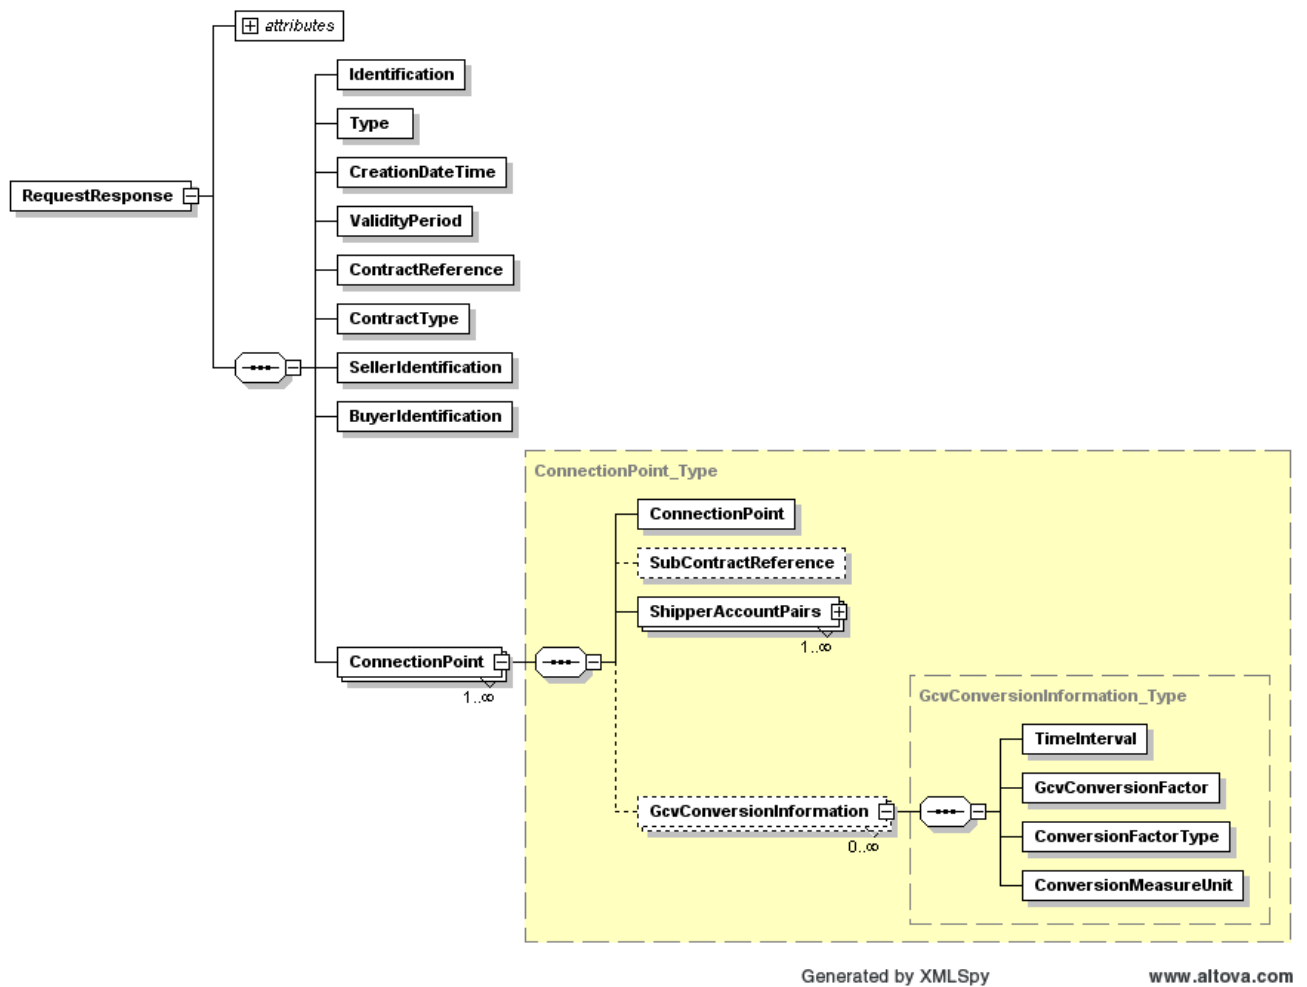 attributes
Identification
Type
CreationDateTime
RequestResponse
ValidityPeriod
ContractReference
ContractType
SellerIdentification
BuyerIdentification
ConnectionPoint_Type
ConnectionPoint
SubContractReference
ShipperAccountPairs
1..∞
ConnectionPoint
1..∞
GcvConversionInformation_Type
TimeInterval
GcvConversionFactor
GcvConversionInformation
0..∞
ConversionFactorType
ConversionMeasureUnit
Generated by XMLSpy
www.altova.com